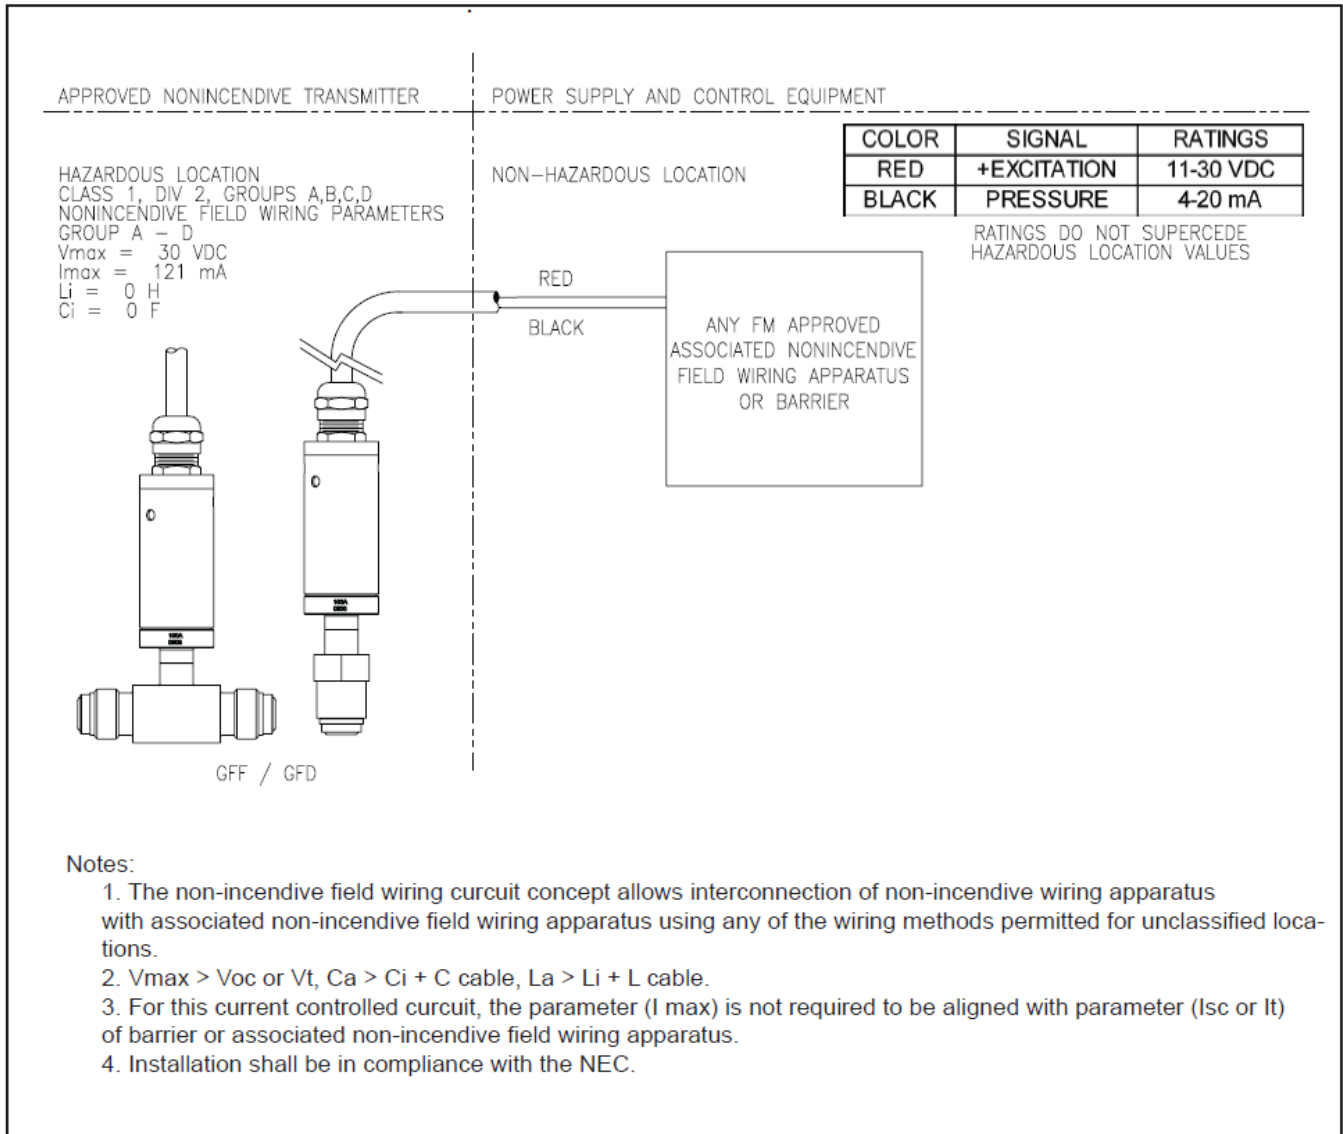 APPROVED NONINCENDIVE TRANSMITTER
POWER SUPPLY AND CONTROL EQUIPMENT
HAZARDOUS LOCATION
CLASS 1, DIV 2, GROUPS A,B,C,D
NONINCENDIVE FIELD WIRING PARAMETERS
GROUP A – D
Vmax = 30 VDC
Imax = 121 mA
Li = 0 H
Ci = 0 F
NON-HAZARDOUS LOCATION
COLOR SIGNAL RATINGS
RED +EXCITATION 11-30 VDC
BLACK PRESSURE 4-20 mA
RATINGS DO NOT SUPERCEDE
HAZARDOUS LOCATION VALUES
RED
BLACK
ANY FM APPROVED
ASSOCIATED NONINCENDIVE
FIELD WIRING APPARATUS
OR BARRIER
GFF / GFD
Notes:
1. The non-incendive field wiring curcuit concept allows interconnection of non-incendive wiring apparatus
with associated non-incendive field wiring apparatus using any of the wiring methods permitted for unclassified loca-
tions.
2. Vmax > Voc or Vt, Ca > Ci + C cable, La > Li + L cable.
3. For this current controlled curcuit, the parameter (I max) is not required to be aligned with parameter (Isc or It)
of barrier or associated non-incendive field wiring apparatus.
4. Installation shall be in compliance with the NEC.